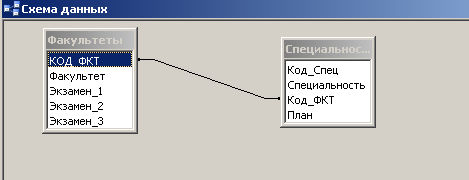 Схема данных
Факультеты
КОД_ФКТ
Факультет
Экзамен_1
Экзамен_2
Экзамен_3
Специальнос...
Код_Спец
Специальность
Код_ФКТ
План